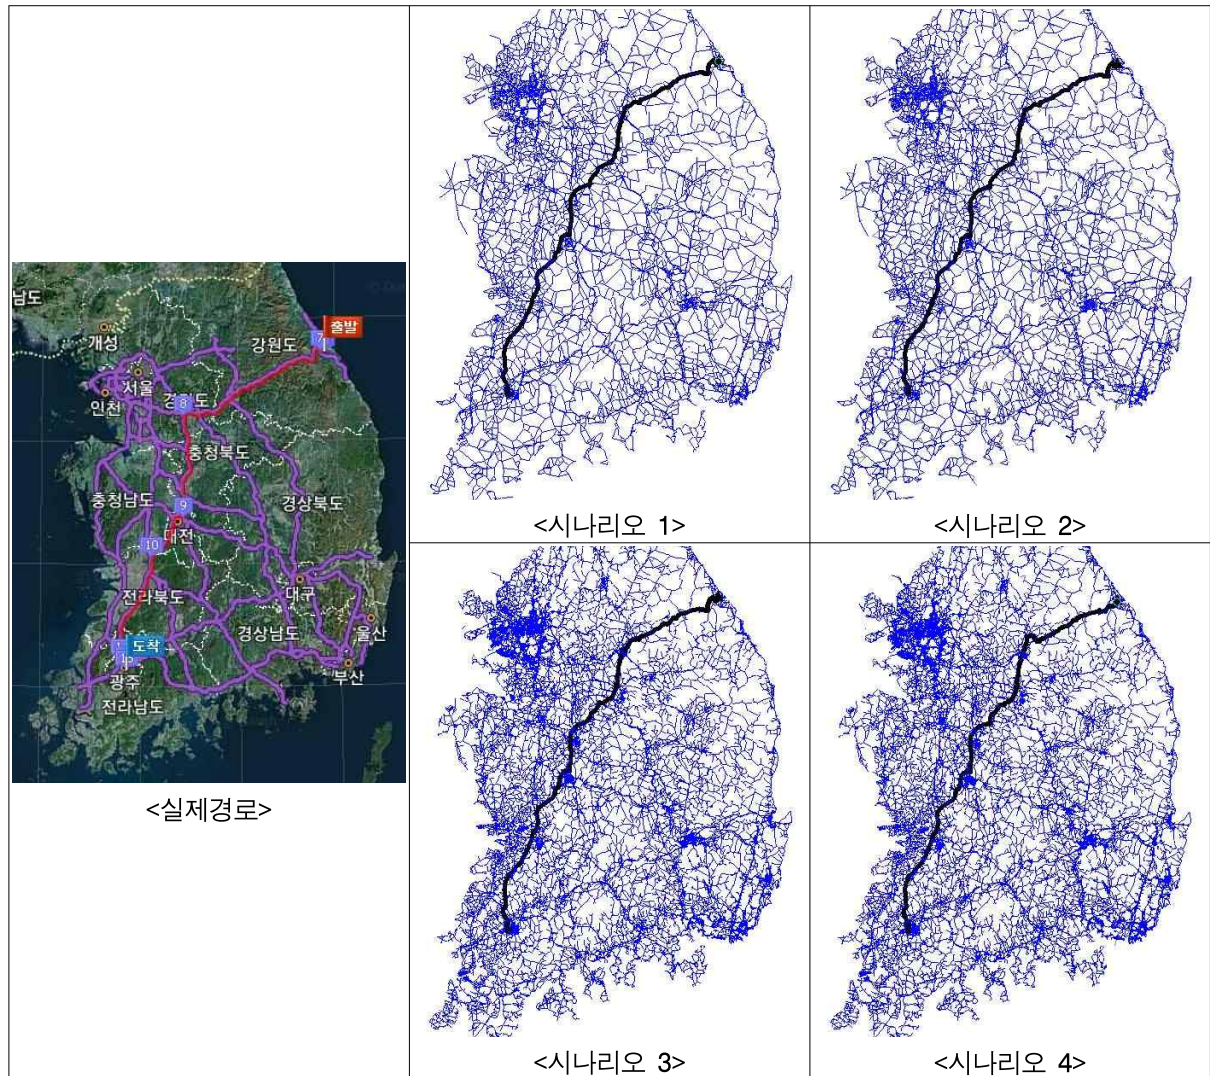 남도
개성
출발
강원도
서울
인천
경기도
8
충청북도
충청남도
경상북도
9
대전
10
전라북도
대구
경상남도
울산
도착
부산
광주
전라남도
<실제경로>
<시나리오 1>
<시나리오 2>
<시나리오 3>
<시나리오 4>